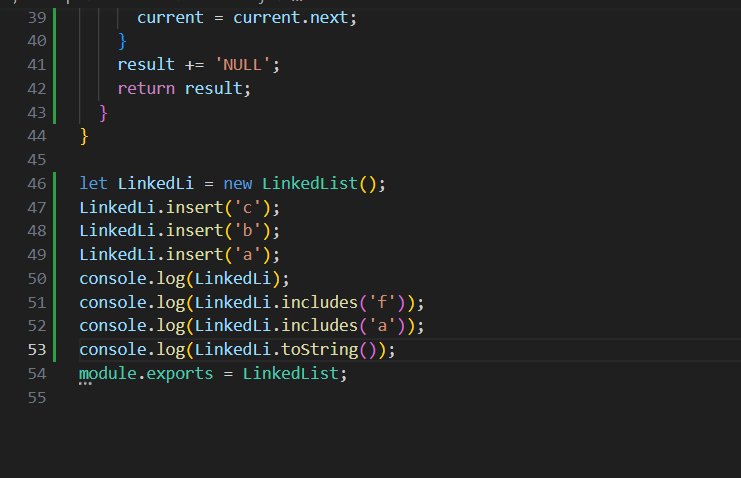 39 current = current.next;
40 }
41 result += 'NULL';
42 return result;
43 }
44 }
45
46 let LinkedLi = new LinkedList();
47 LinkedLi.insert('c');
48 LinkedLi.insert('b');
49 LinkedLi.insert('a');
50 console.log(LinkedLi);
51 console.log(LinkedLi.includes('f'));
52 console.log(LinkedLi.includes('a'));
53 console.log(LinkedLi.toString());
54 module.exports = LinkedList;
55